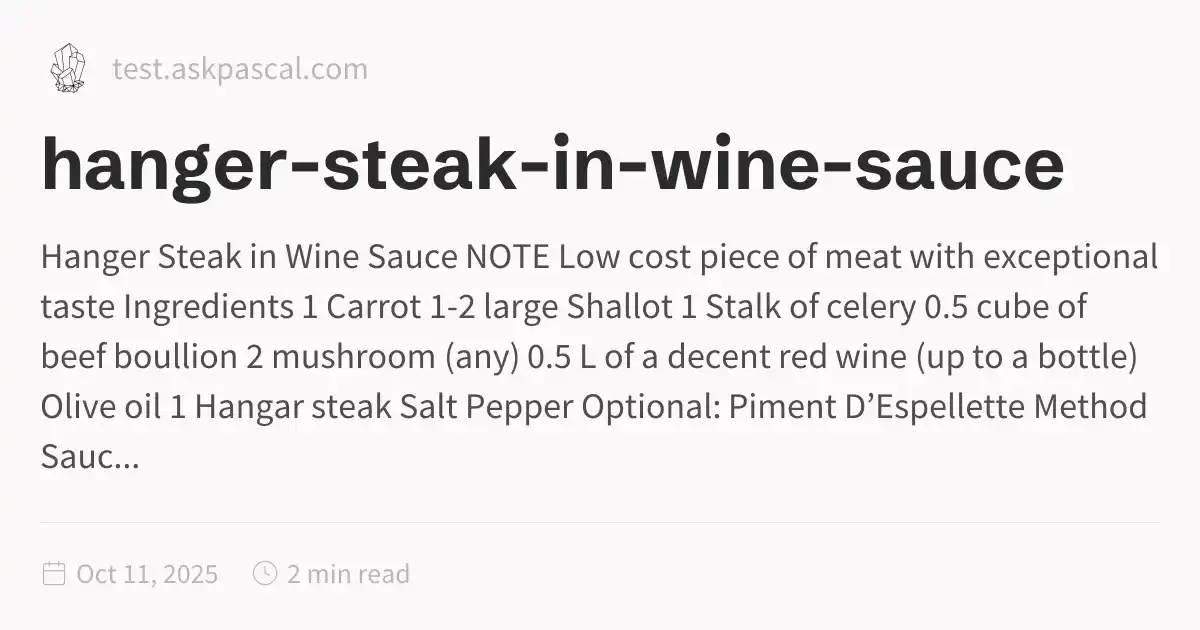 test.askpascal.com
hanger-steak-in-wine-sauce
Hanger Steak in Wine Sauce NOTE Low cost piece of meat with exceptional
taste Ingredients 1 Carrot 1-2 large Shallot 1 Stalk of celery 0.5 cube of
beef boullion 2 mushroom (any) 0.5 L of a decent red wine (up to a bottle)
Olive oil 1 Hangar steak Salt Pepper Optional: Piment D’Espellette Method
Sauc...
Oct 11, 2025 2 min read